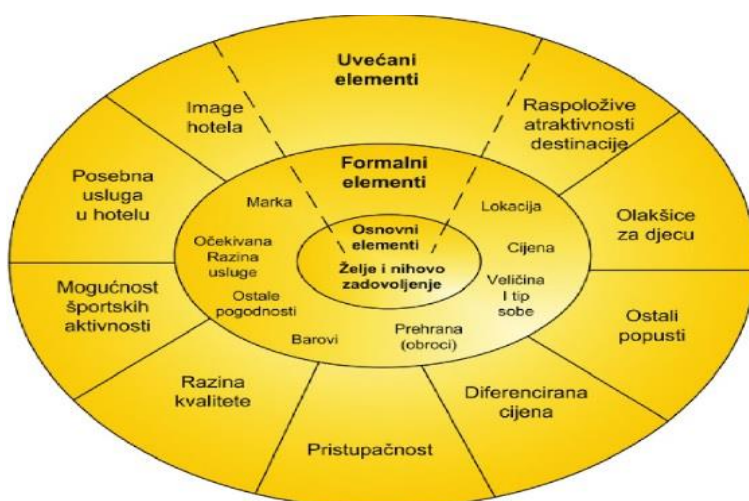 Uvećani
elementi
Image
hotela
Raspoložive
atraktivnosti
destinacije
Posebna
usluga
u hotelu
Olakšice
za djecu
Mogućnost
športskih
aktivnosti
Ostali
popusti
Razina
kvalitete
Diferencirana
cijena
Pristupačnost
Formalni
elementi
Marka
Lokacija
Očekivana
Razina
usluge
Cijena
Ostale
pogodnosti
Veličina
I tip
sobe
Barovi
Prehrana
(obroci)
Osnovni
elementi
Želje i nihovo
zadovoljenje